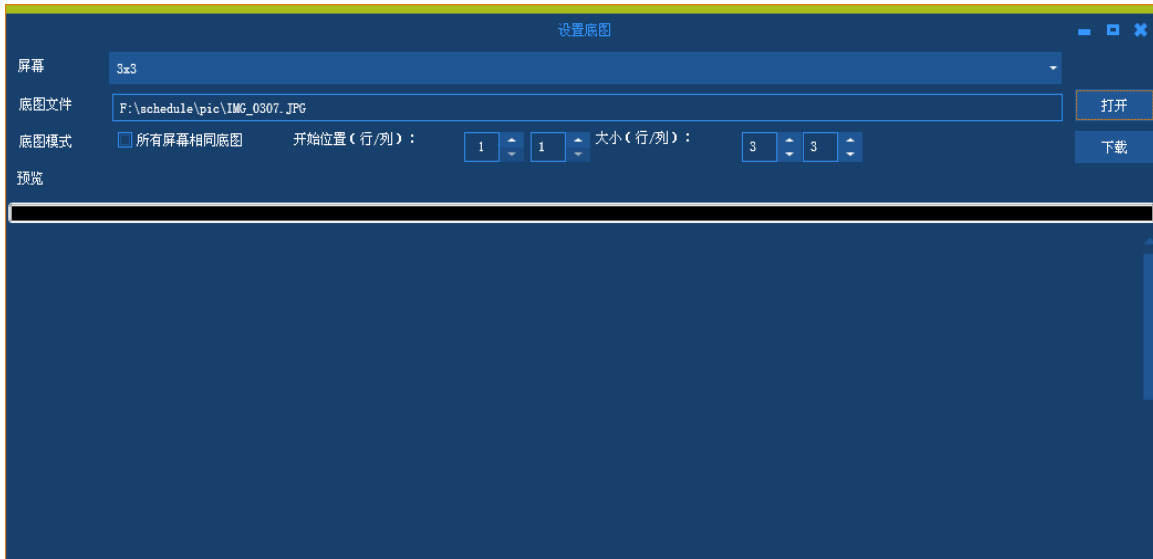 设置底图
屏幕 3x3
底图文件 F:\schedule\pic\IMG_0307.JPG 打开
底图模式 所有屏幕相同底图 开始位置(行/列): 1 1 大小(行/列): 3 3 下载
预览